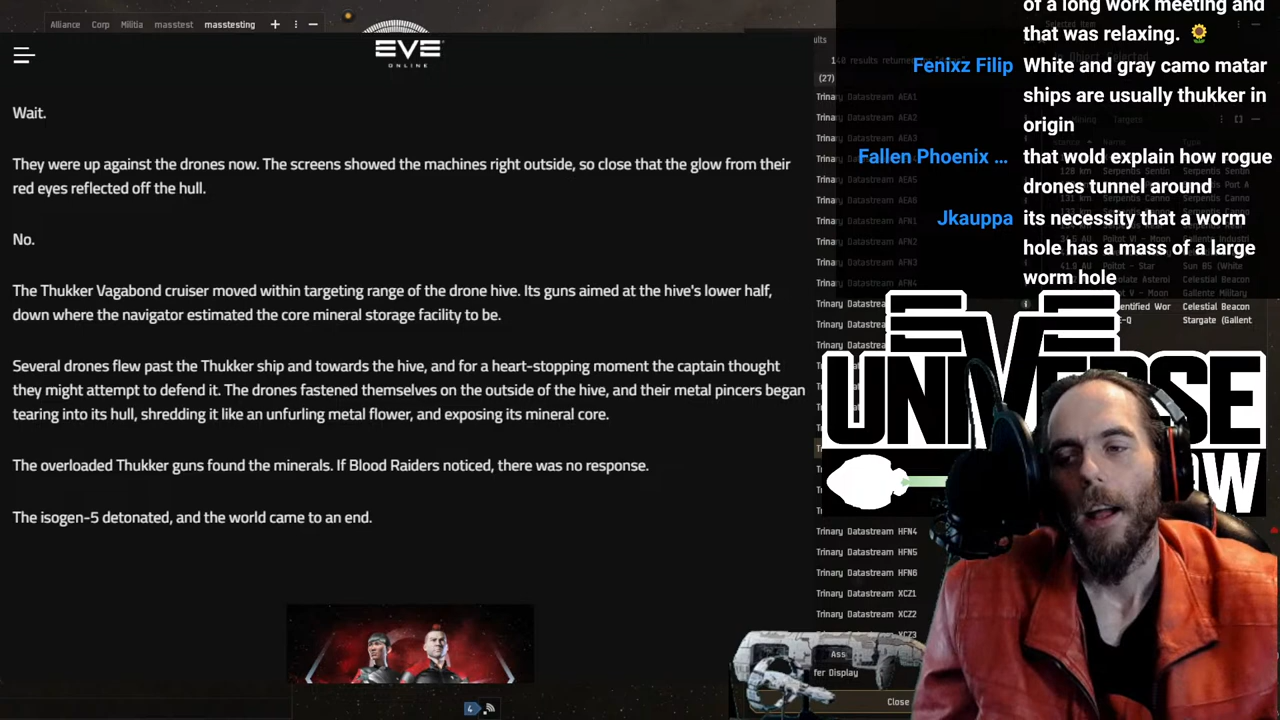 Alliance Corp Militia masstest masstesting
EVE
ONLINE
Wait.
They were up against the drones now. The screens showed the machines right outside, so close that the glow from their
red eyes reflected off the hull.
No.
The Thukker Vagabond cruiser moved within targeting range of the drone hive. Its guns aimed at the hive's lower half,
down where the navigator estimated the core mineral storage facility to be.
Several drones flew past the Thukker ship and towards the hive, and for a heart-stopping moment the captain thought
they might attempt to defend it. The drones fastened themselves on the outside of the hive, and their metal pincers began
tearing into its hull, shredding it like an unfurling metal flower, and exposing its mineral core.
The overloaded Thukker guns found the minerals. If Blood Raiders noticed, there was no response.
The isogen-5 detonated, and the world came to an end.
4
(27)
Trinary Datastream AEA1
Trinary Datastream AEA2
Trinary Datastream AEA3
Datastream AEA5
Datastream AEA6
Datastream AFN1
Datastream AFN2
Datastream AFN3
Datastream AFN4
Trinary Datastream HFN4
Trinary Datastream HFN5
Trinary Datastream HFN6
Trinary Datastream XCZ1
Trinary Datastream XCZ2
XCZ3
Ass
fer Display
Close
of a long work meeting and
that was relaxing.
Fenixz Filip White and gray camo matar
ships are usually thukker in
origin
Fallen Phoenix ... that wold explain how rogue
drones tunnel around
Jkauppa its necessity that a worm
hole has a mass of a large
worm hole
Celestial Beacon
Stargate (Gallent
EVE
UNIVERSE
OW